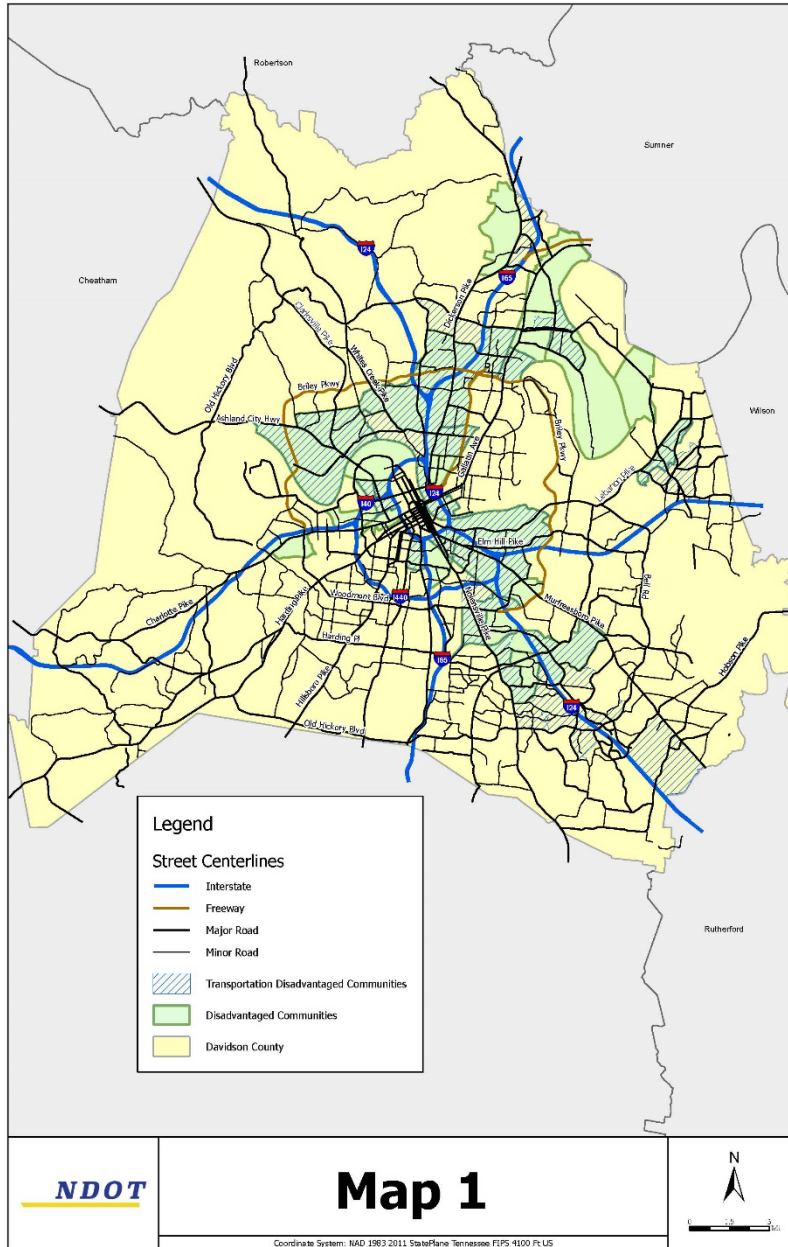 Robertson
Sumner
Cheatham
I24
I65
Dickerson Pike
Clarksville Pike
Whites Creek Pike
Old Hickory Blvd
Briley Pkwy
Ashland City Hwy
Wilson
Briley Pkwy
Gallatin Ave
Lebanon Pike
I24
I40
Elm Hill Pike
Bell Rd
Charlotte Pike
Harding Pike
Woodmont Blvd
I440
Nolensville Pike
Murfreesboro Pike
Harding Pl
I65
Hobson Pike
Hillsboro Pike
I24
Old Hickory Blvd
Legend
Street Centerlines
Interstate
Freeway
Major Road
Minor Road
Transportation Disadvantaged Communities
Disadvantaged Communities
Davidson County
Rutherford
NDOT
Map 1
N
Coordinate System: NAD 1983 2011 StatePlane Tennessee FIPS 4100 Ft US